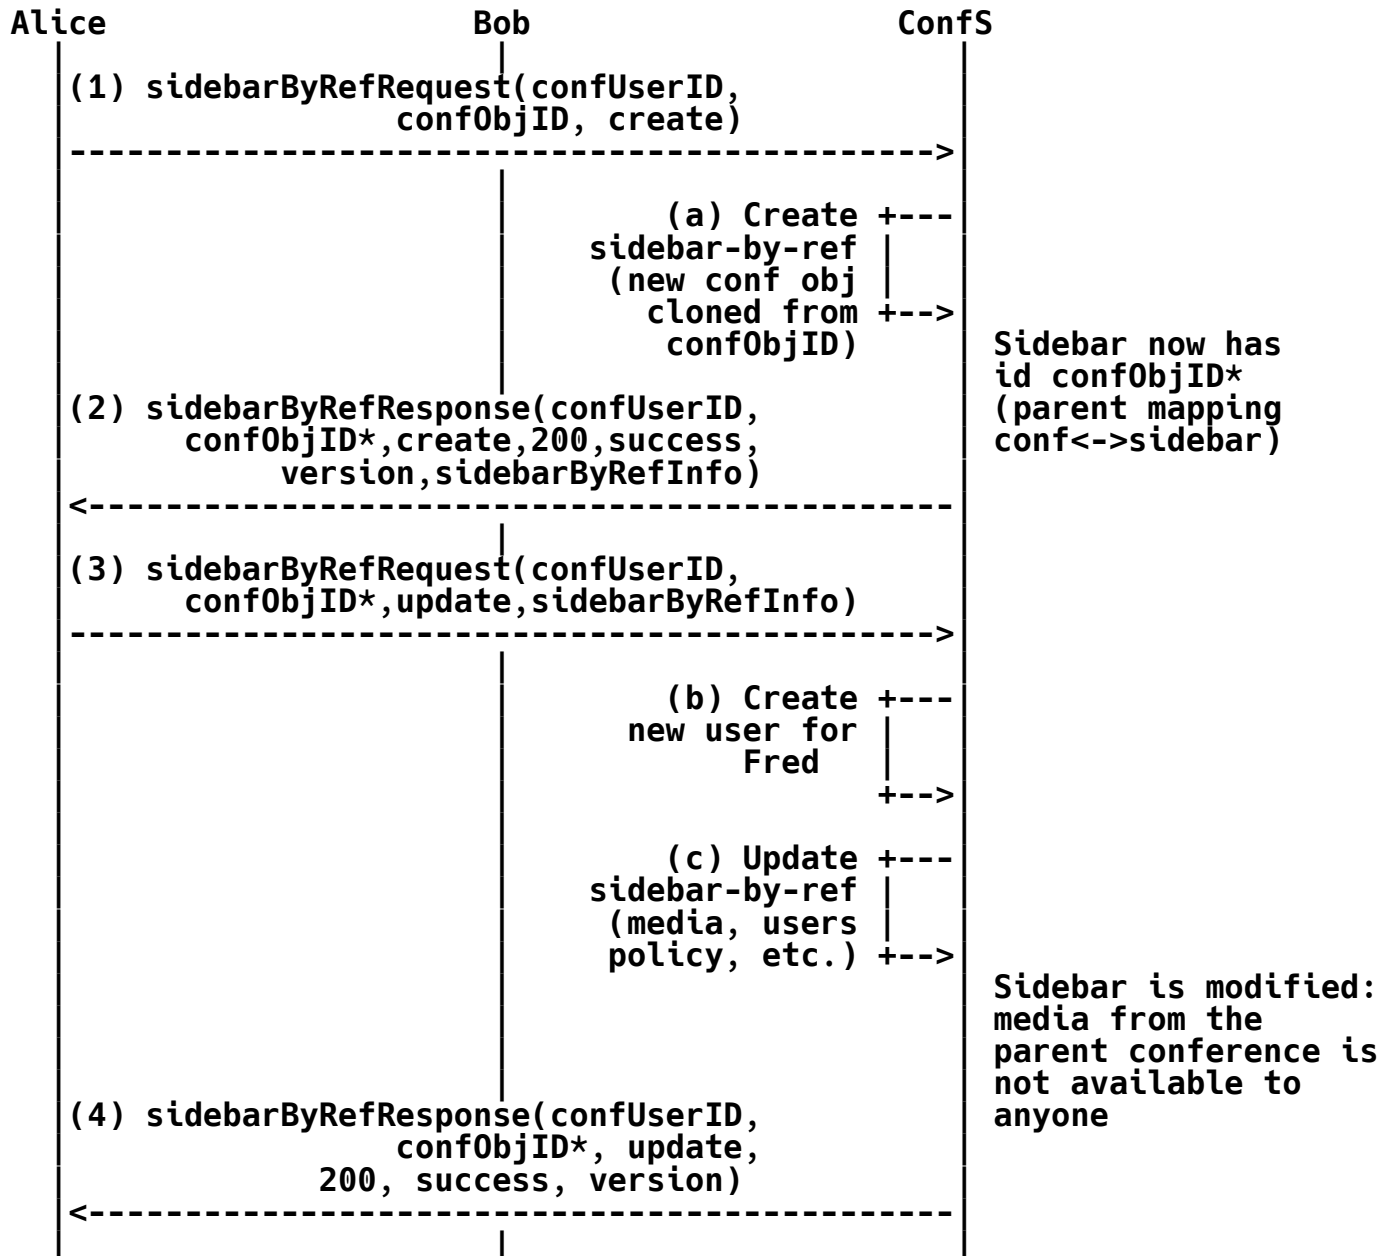 Alice Bob ConfS
(1) sidebarByRefRequest(confUserID,
confObjID, create)
(a) Create
sidebar-by-ref
(new conf obj
cloned from
confObjID)
Sidebar now has
id confObjID*
(parent mapping
conf<->sidebar)
(2) sidebarByRefResponse(confUserID,
confObjID*,create,200,success,
version,sidebarByRefInfo)
(3) sidebarByRefRequest(confUserID,
confObjID*,update,sidebarByRefInfo)
(b) Create
new user for
Fred
(c) Update
sidebar-by-ref
(media, users
policy, etc.)
Sidebar is modified:
media from the
parent conference is
not available to
anyone
(4) sidebarByRefResponse(confUserID,
confObjID*, update,
200, success, version)